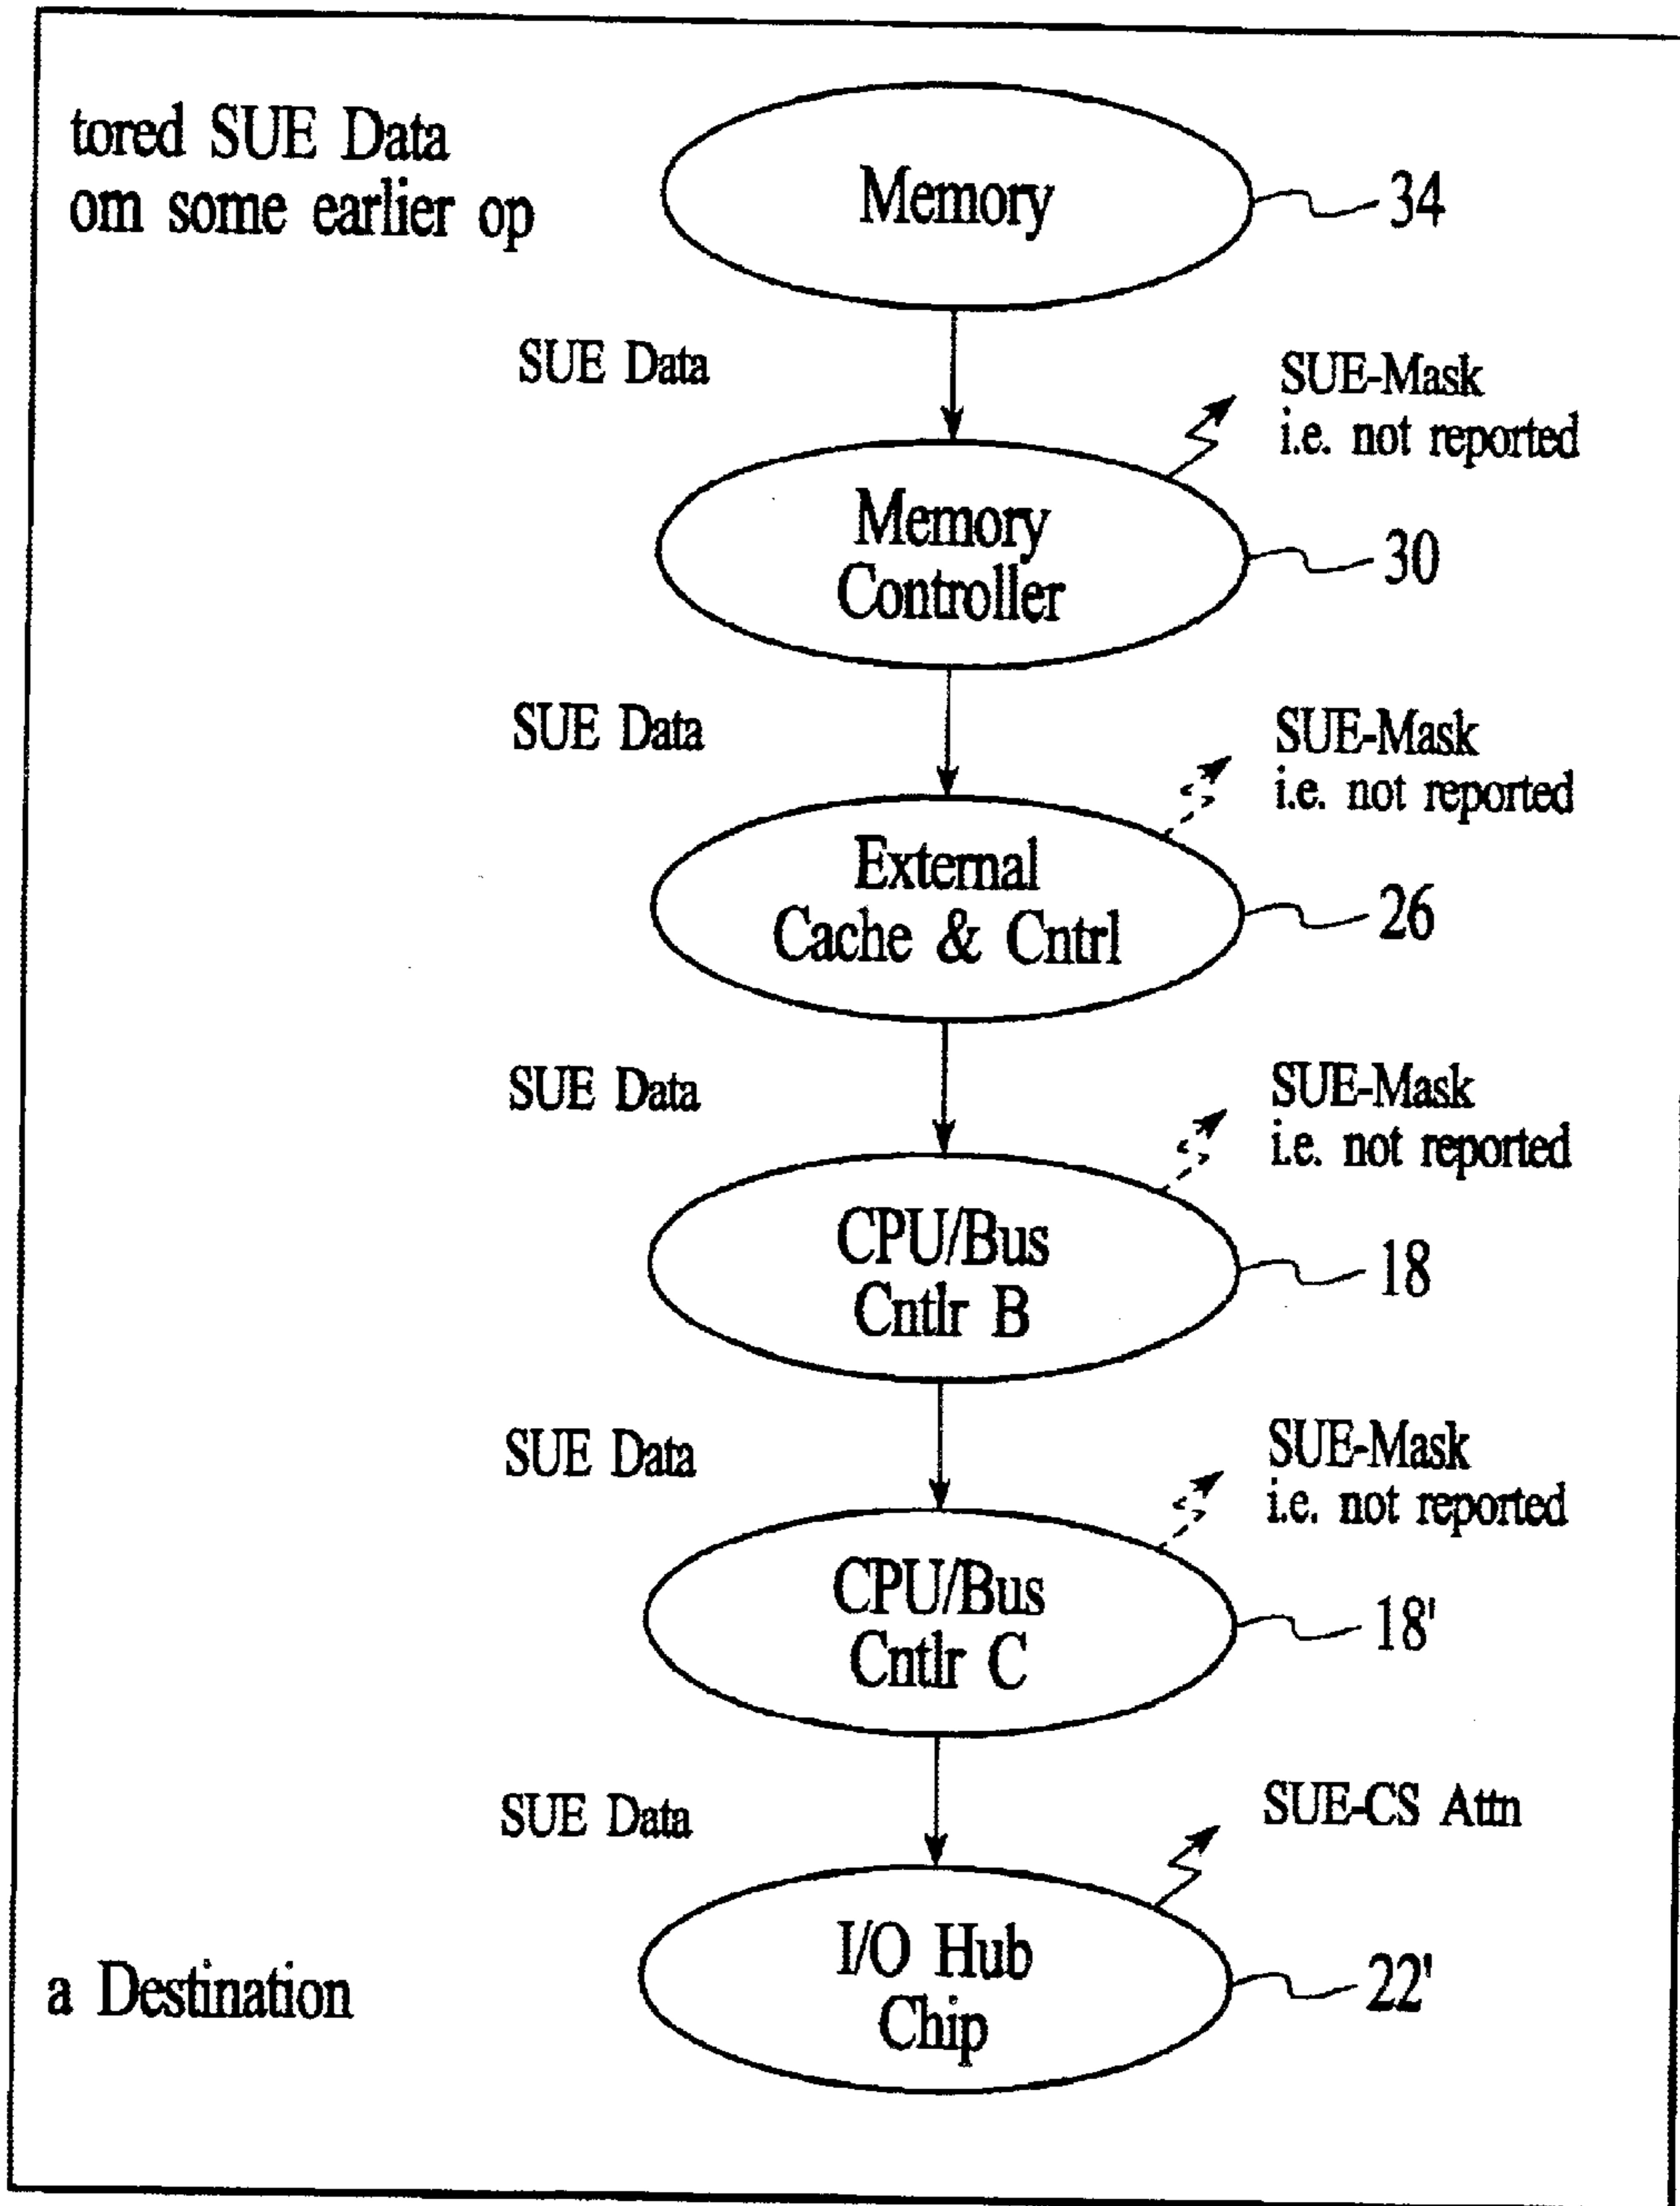 tored SUE Data
om some earlier op
Memory
34
SUE Data
SUE-Mask
i.e. not reported
Memory
Controller
30
SUE Data
SUE-Mask
i.e. not reported
External
Cache & Cntrl
26
SUE Data
SUE-Mask
i.e. not reported
CPU/Bus
Cntlr B
18
SUE Data
SUE-Mask
i.e. not reported
CPU/Bus
Cntlr C
18'
SUE Data
SUE-CS Attn
I/O Hub
Chip
22'
a Destination